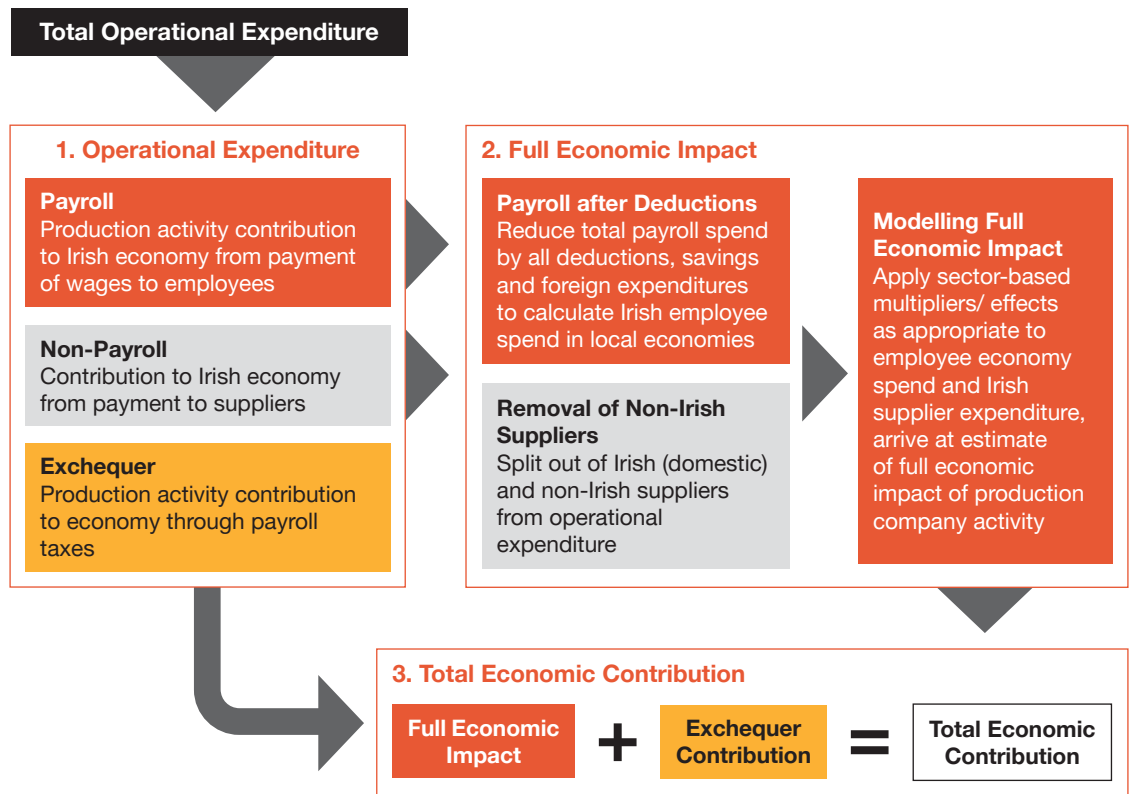 Total Operational Expenditure
1. Operational Expenditure
Payroll
Production activity contribution
to Irish economy from payment
of wages to employees
Non-Payroll
Contribution to Irish economy
from payment to suppliers
Exchequer
Production activity contribution
to economy through payroll
taxes
2. Full Economic Impact
Payroll after Deductions
Reduce total payroll spend
by all deductions, savings
and foreign expenditures
to calculate Irish employee
spend in local economies
Removal of Non-Irish
Suppliers
Split out of Irish (domestic)
and non-Irish suppliers
from operational
expenditure
Modelling Full
Economic Impact
Apply sector-based
multipliers/ effects
as appropriate to
employee economy
spend and Irish
supplier expenditure,
arrive at estimate
of full economic
impact of production
company activity
3. Total Economic Contribution
Full Economic
Impact
+
Exchequer
Contribution
=
Total Economic
Contribution